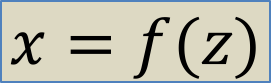 x = f(z)